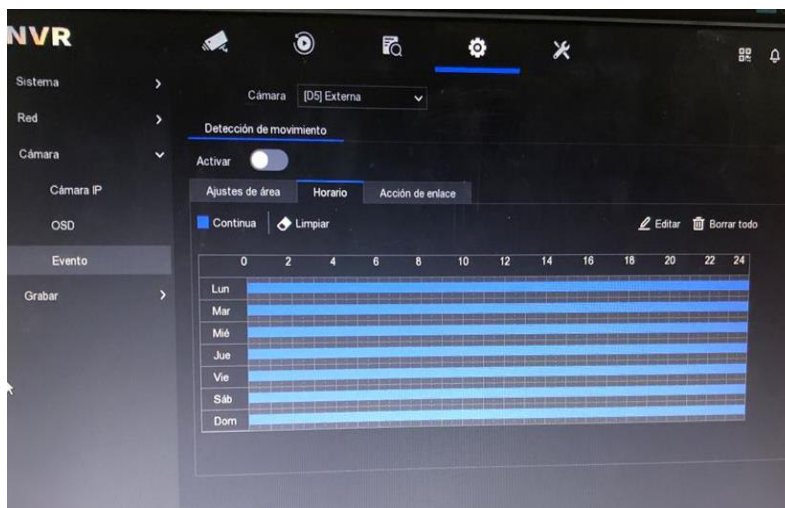 NVR
Sistema
Red
Cámara
Cámara IP
OSD
Evento
Grabar
Cámara [D5] Externa
Detección de movimiento
Activar
Ajustes de área Horario Acción de enlace
Continua Limpiar Editar Borrar todo
0 2 4 6 8 10 12 14 16 18 20 22 24
Lun
Mar
Mié
Jue
Vie
Sáb
Dom